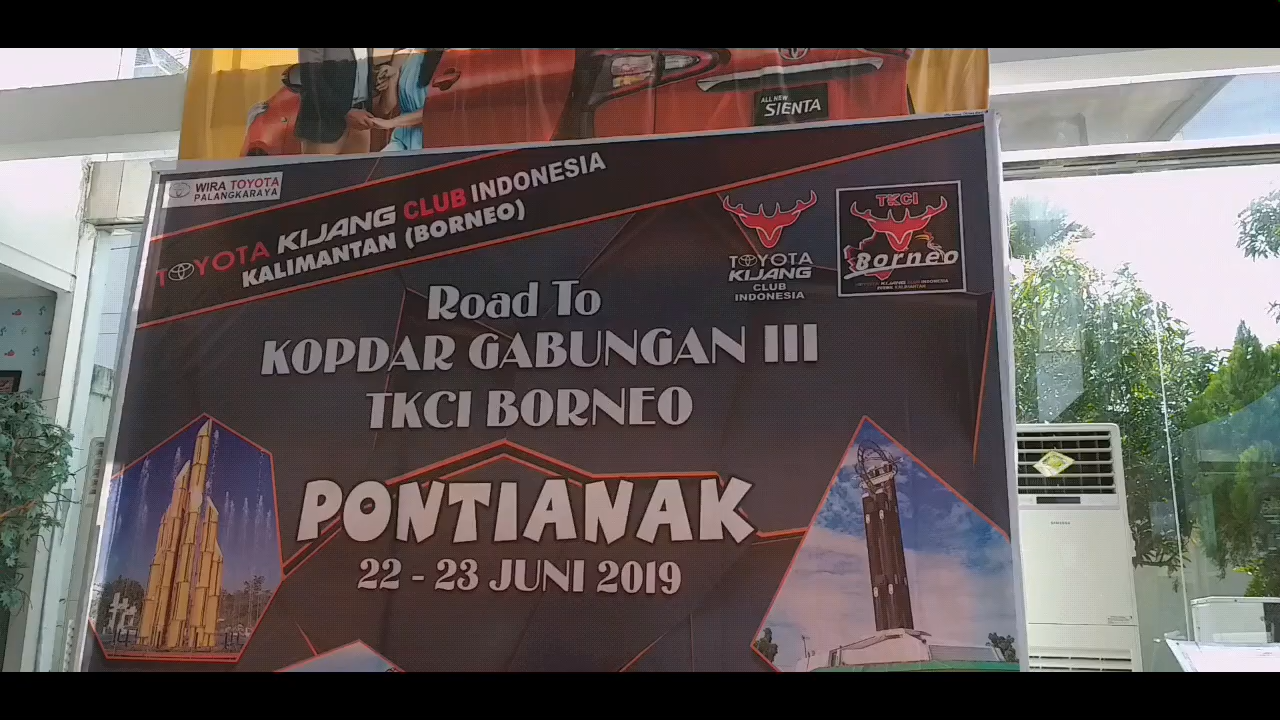 ALL NEW
SIENTA
WIRA TOYOTA
PALANGKARAYA
TOYOTA KIJANG CLUB INDONESIA
KALIMANTAN (BORNEO)
TOYOTA
KIJANG
CLUB
INDONESIA
TKCI
Borneo
Road To
KOPDAR GABUNGAN III
TKCI BORNEO
PONTIANAK
22 - 23 JUNI 2019